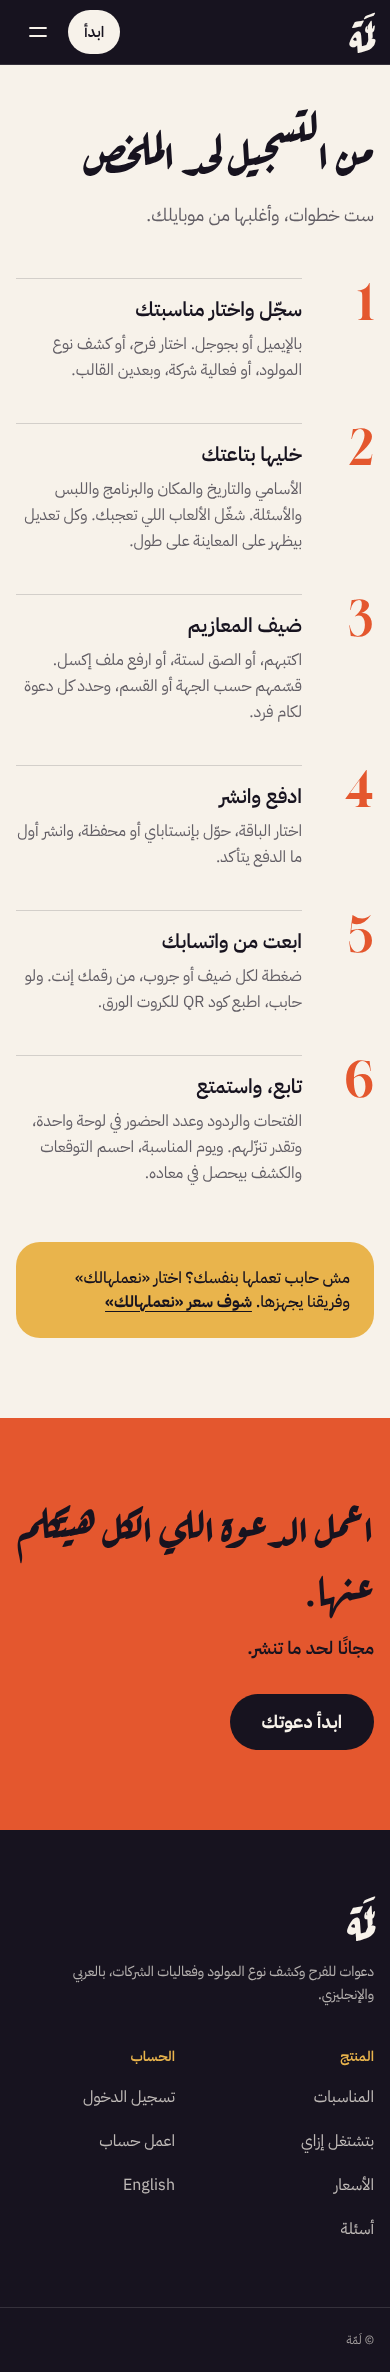 لَمّة
ابدأ
من التسجيل لحد الملخص
ست خطوات، وأغلبها من موبايلك.
1
سجّل واختار مناسبتك
بالإيميل أو بجوجل. اختار فرح، أو كشف نوع
المولود، أو فعالية شركة، وبعدين القالب.
2
خليها بتاعتك
الأسامي والتاريخ والمكان والبرنامج واللبس
والأسئلة. شغّل الألعاب اللي تعجبك. وكل تعديل
بيظهر على المعاينة على طول.
3
ضيف المعازيم
اكتبهم، أو الصق لستة، أو ارفع ملف إكسل.
قسّمهم حسب الجهة أو القسم، وحدد كل دعوة
لكام فرد.
4
ادفع وانشر
اختار الباقة، حوّل بإنستاباي أو محفظة، وانشر أول
ما الدفع يتأكد.
5
ابعت من واتسابك
ضغطة لكل ضيف أو جروب، من رقمك إنت. ولو
حابب، اطبع كود QR للكروت الورق.
6
تابع، واستمتع
الفتحات والردود وعدد الحضور في لوحة واحدة،
وتقدر تنزّلهم. ويوم المناسبة، احسم التوقعات
والكشف بيحصل في معاده.
مش حابب تعملها بنفسك؟ اختار «نعملهالك»
وفريقنا يجهزها. شوف سعر «نعملهالك»
اعمل الدعوة اللي الكل هيتكلم
عنها.
مجانًا لحد ما تنشر.
ابدأ دعوتك
لَمّة
دعوات للفرح وكشف نوع المولود وفعاليات الشركات، بالعربي
والإنجليزي.
المنتج
المناسبات
بتشتغل إزاي
الأسعار
أسئلة
الحساب
تسجيل الدخول
اعمل حساب
English
© لَمّة